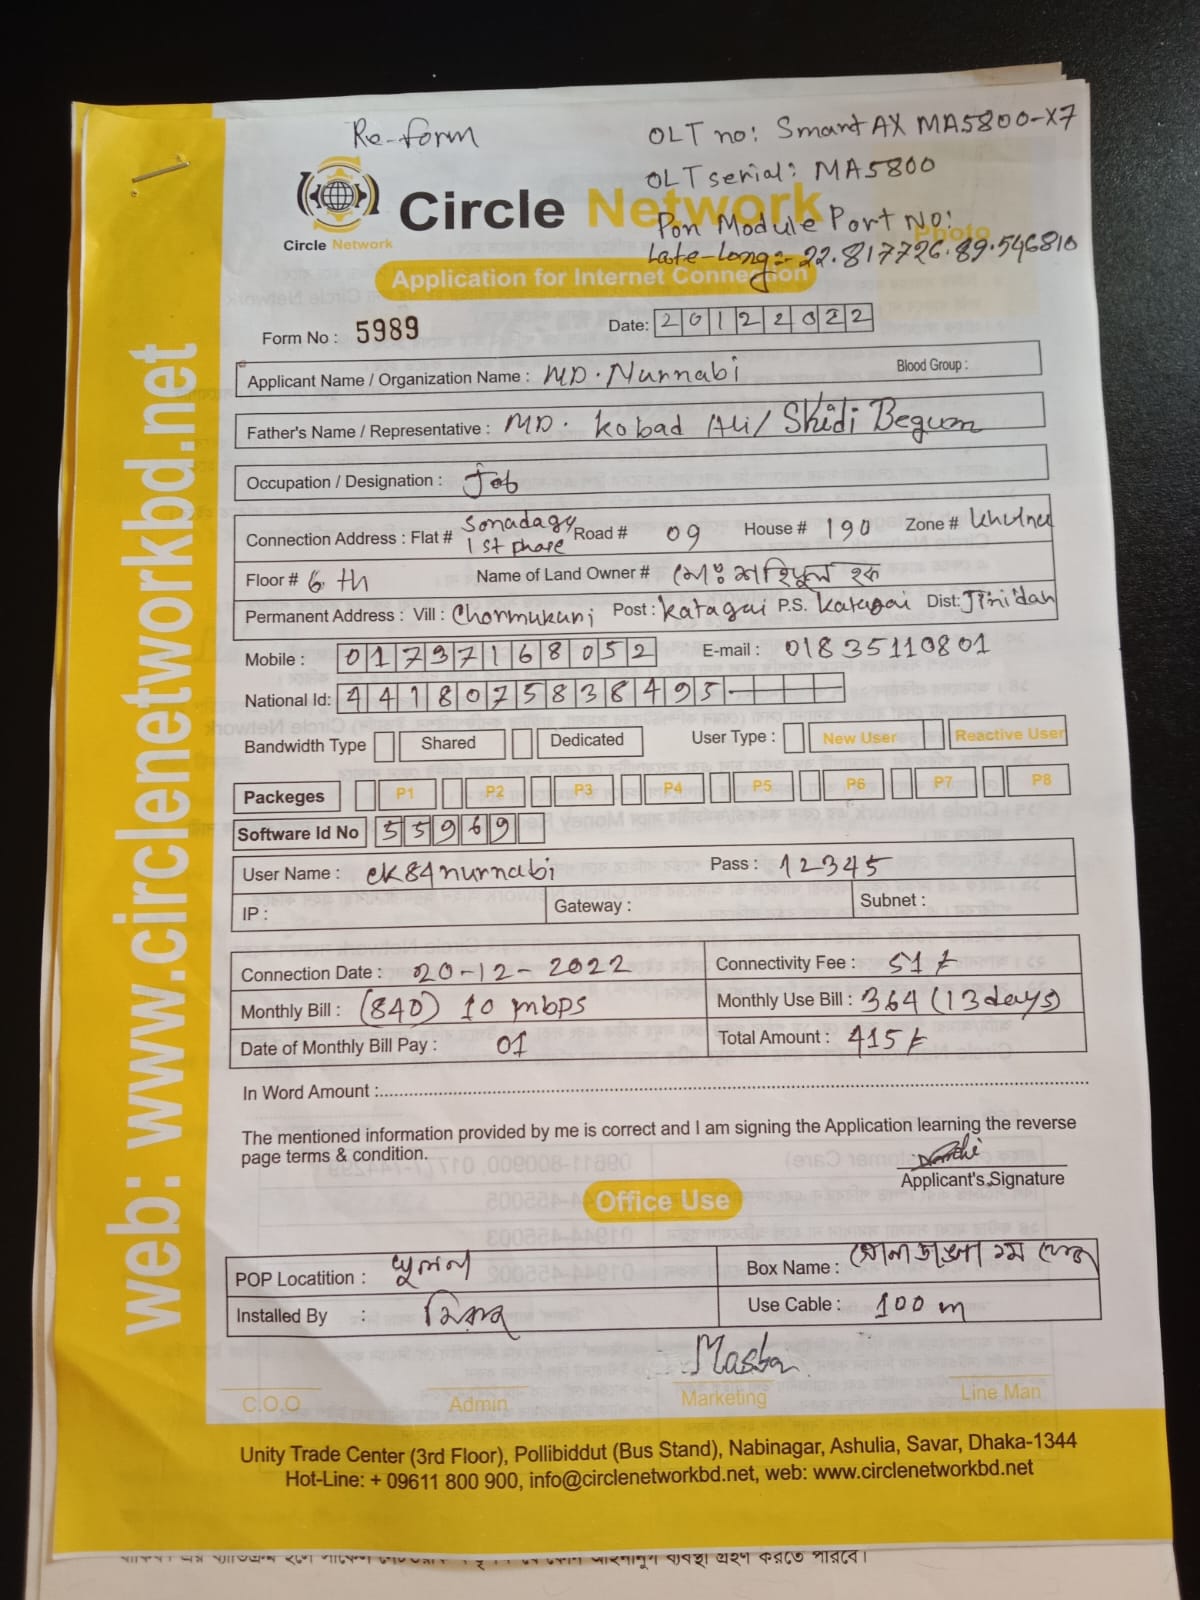 Re-form
OLT no: SmartAX MA5800-X7
OLT serial: MA5800
Circle Network
Pon Module Port No:
Photo
Circle Network
Late-Long:- 22.817726.89.546810
Application for Internet Connection
Form No : 5989
Date: 20122022
Applicant Name / Organization Name : MD. Nurnabi Blood Group :
Father's Name / Representative : MD. Kobad Ali/ Shidi Begum
Occupation / Designation : Job
Connection Address : Flat # Sonadagy 1st phase Road # 09 House # 190 Zone # Khulna
Floor # 6th Name of Land Owner # মোঃ শহিদুল হক
Permanent Address : Vill : Chormukunj Post : Katagai P.S. Katagai Dist: Jinidah
Mobile : 01737168052 E-mail : 01835110801
National Id: 4418075838495-
Bandwidth Type Shared Dedicated User Type : New User Reactive User
Packeges P1 P2 P3 P4 P5 P6 P7 P8
Software Id No 55969
User Name : ck84nurnabi Pass : 12345
IP : Gateway : Subnet :
Connection Date : 20-12-2022 Connectivity Fee : 51৳
Monthly Bill : (840) 10 mbps Monthly Use Bill : 364 (13days)
Date of Monthly Bill Pay : 01 Total Amount : 415৳
In Word Amount :
The mentioned information provided by me is correct and I am signing the Application learning the reverse
page terms & condition.
Applicant's Signature
Office Use
POP Locatition : খুলনা Box Name : সোনাডাঙ্গা ১ম ফেজ
Installed By : মিরাজ Use Cable : 100 m
Masba
C.O.O Admin Marketing Line Man
Unity Trade Center (3rd Floor), Pollibiddut (Bus Stand), Nabinagar, Ashulia, Savar, Dhaka-1344
Hot-Line: + 09611 800 900, info@circlenetworkbd.net, web: www.circlenetworkbd.net
web: www.circlenetworkbd.net